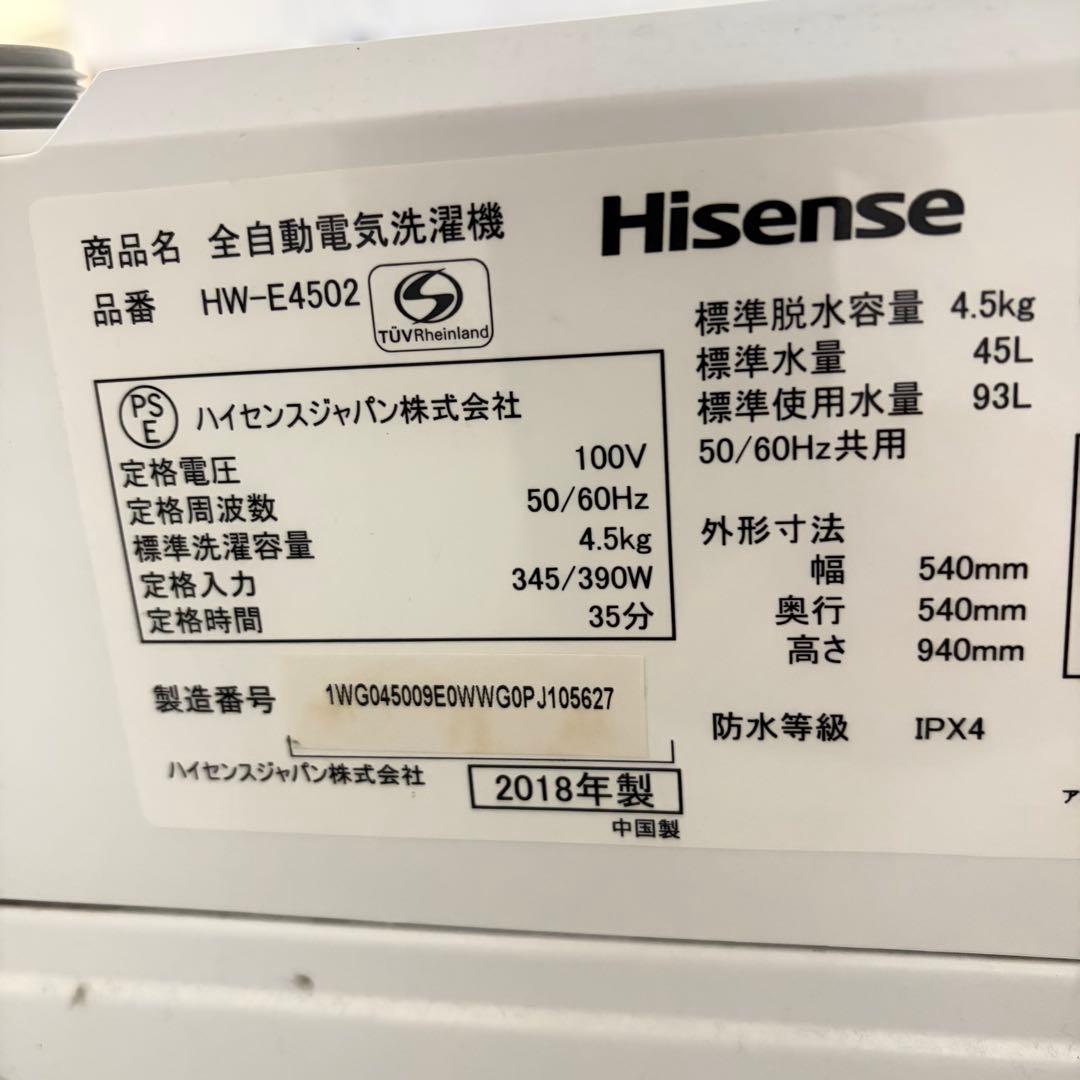 商品名 全自動電気洗濯機
品番 HW-E4502
TÜVRheinland
PS
E
ハイセンスジャパン株式会社
定格電圧 100V
定格周波数 50/60Hz
標準洗濯容量 4.5kg
定格入力 345/390W
定格時間 35分
製造番号 1WG045009E0WWG0PJ105627
ハイセンスジャパン株式会社
2018年製
中国製
Hisense
標準脱水容量 4.5kg
標準水量 45L
標準使用水量 93L
50/60Hz共用
外形寸法
幅 540mm
奥行 540mm
高さ 940mm
防水等級 IPX4
ア